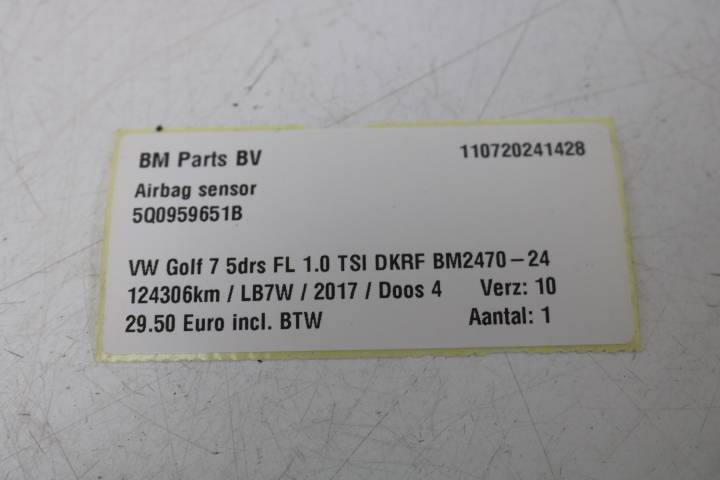 BM Parts BV 110720241428
Airbag sensor
5Q0959651B
VW Golf 7 5drs FL 1.0 TSI DKRF BM2470-24
124306km / LB7W / 2017 / Doos 4 Verz: 10
29.50 Euro incl. BTW Aantal: 1